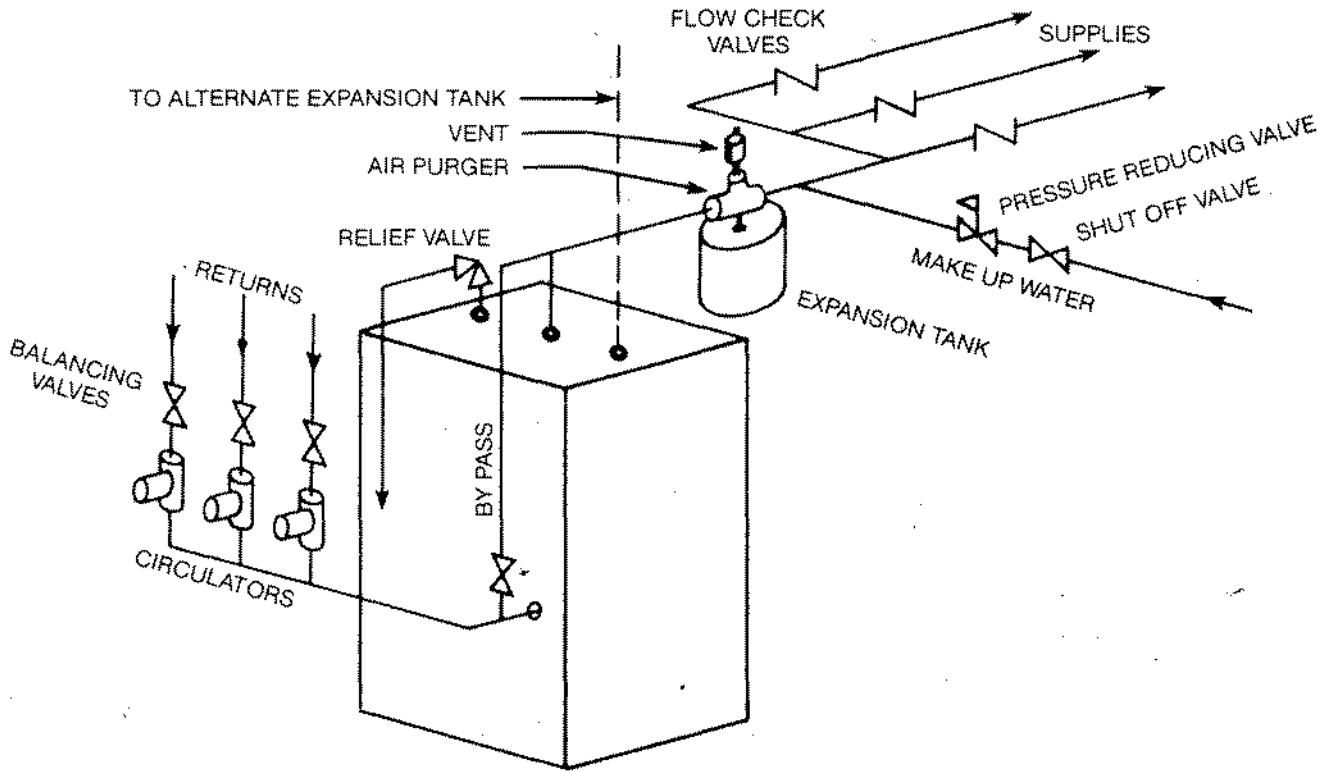 FLOW CHECK
VALVES
SUPPLIES
TO ALTERNATE EXPANSION TANK
VENT
AIR PURGER
PRESSURE REDUCING VALVE
SHUT OFF VALVE
MAKE UP WATER
RELIEF VALVE
EXPANSION TANK
RETURNS
BALANCING
VALVES
BY PASS
CIRCULATORS